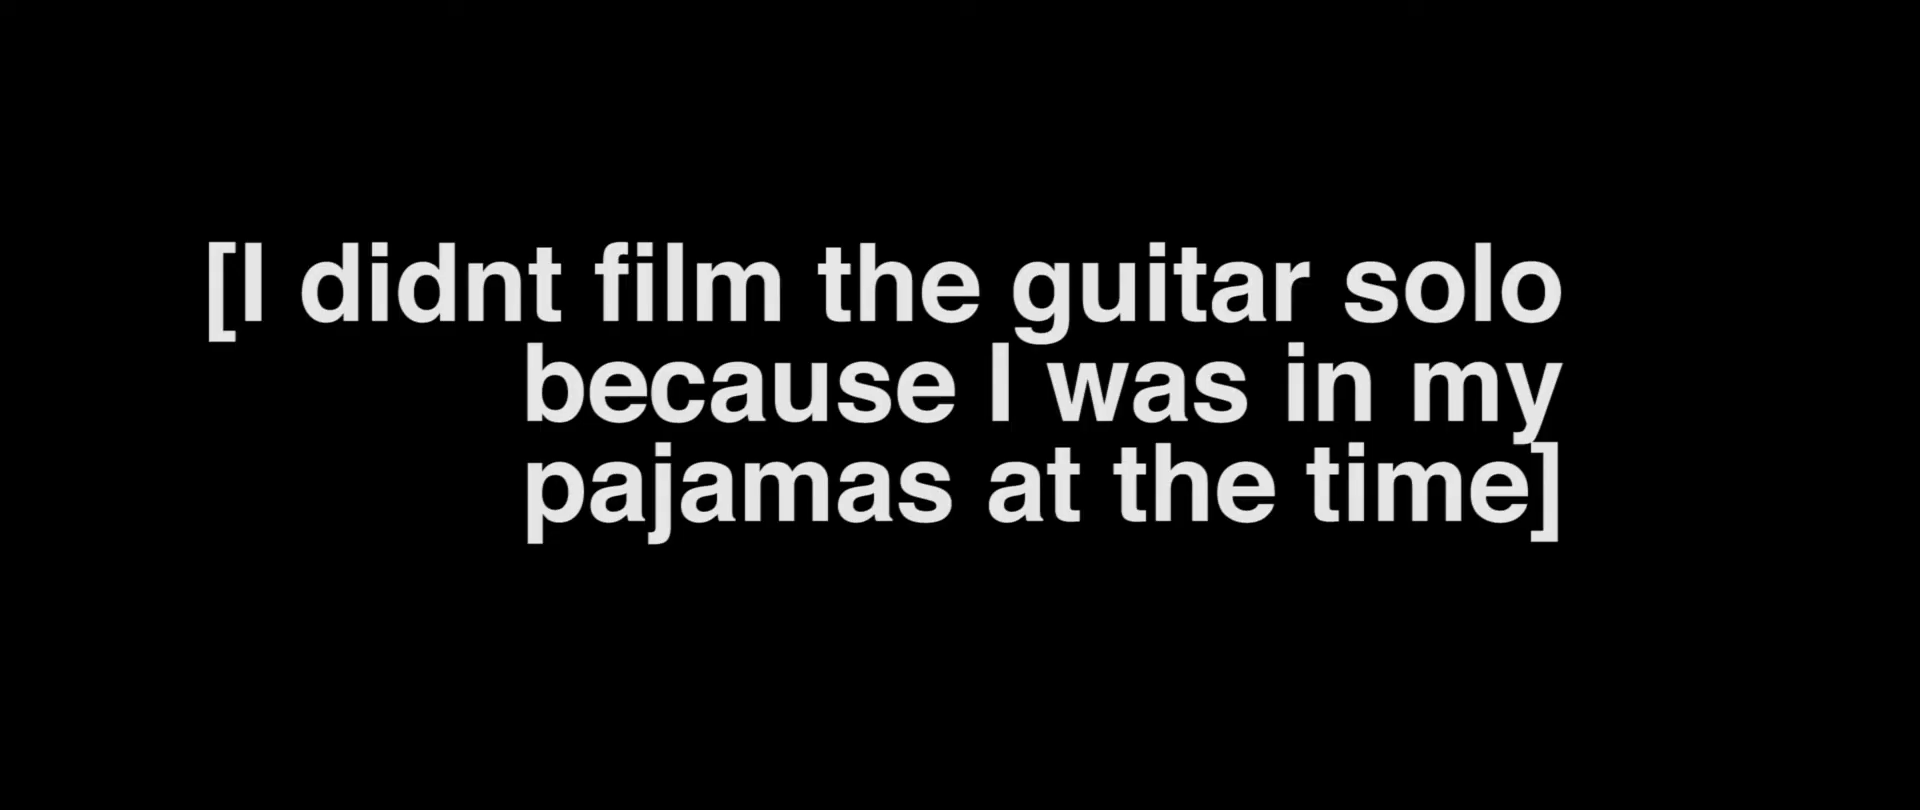 [I didnt film the guitar solo
because I was in my
pajamas at the time]